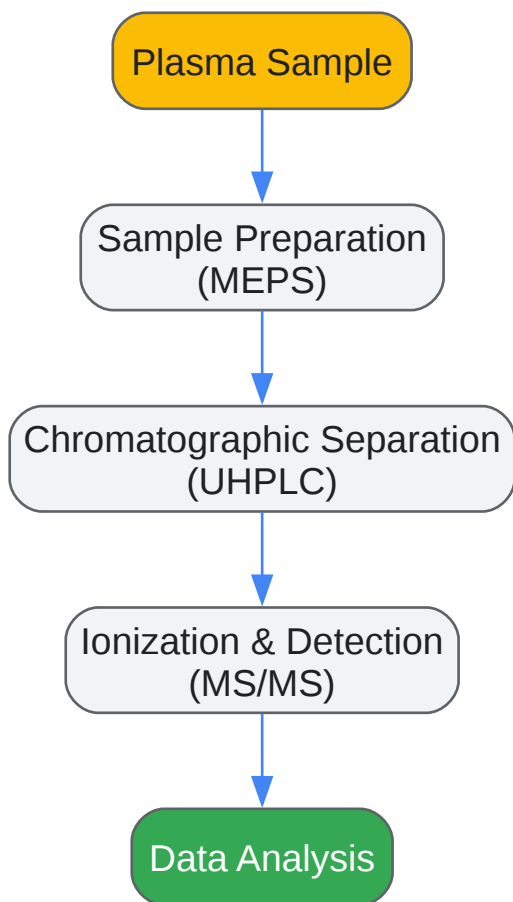 Plasma Sample
Sample Preparation
(MEPS)
Chromatographic Separation
(UHPLC)
Ionization & Detection
(MS/MS)
Data Analysis